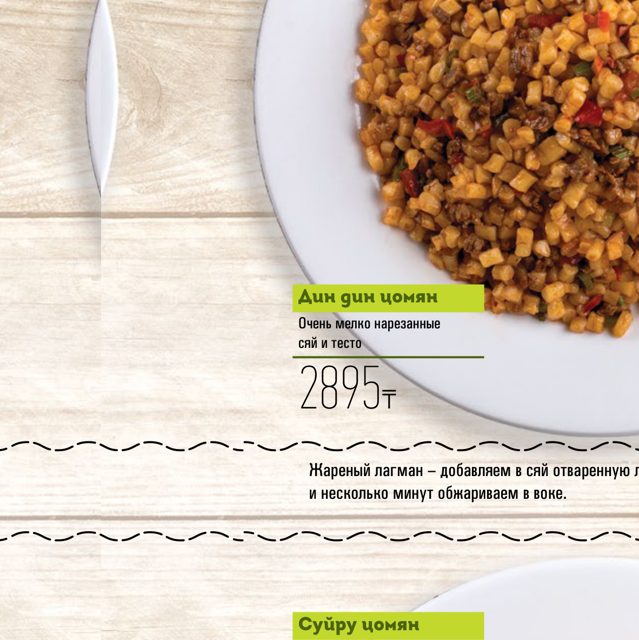 Дин дин цомян
Очень мелко нарезанные
сяй и тесто
2895₸
Жареный лагман – добавляем в сяй отваренную
и несколько минут обжариваем в воке.
Суйру цомян